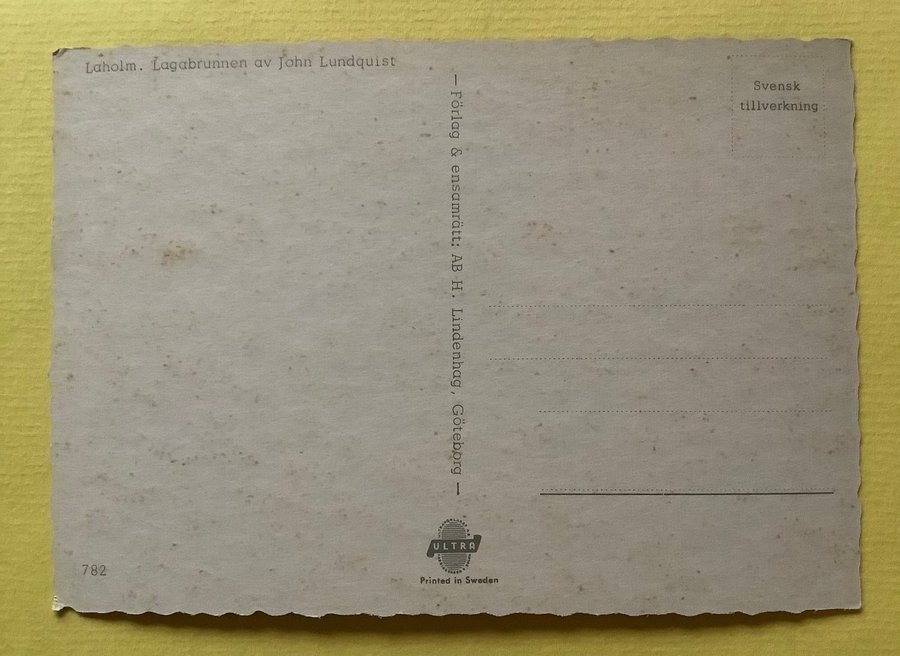 Laholm. Lagabrunnen av John Lundquist
Svensk
tillverkning
— Förlag & ensamrätt: AB H. Lindenhag, Göteborg —
782
ULTRA
Printed in Sweden